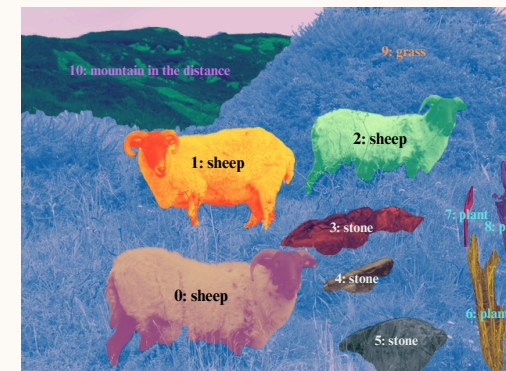 9: grass
10: mountain in the distance
2: sheep
1: sheep
7: plant
3: stone
8: p
4: stone
0: sheep
6: plant
5: stone